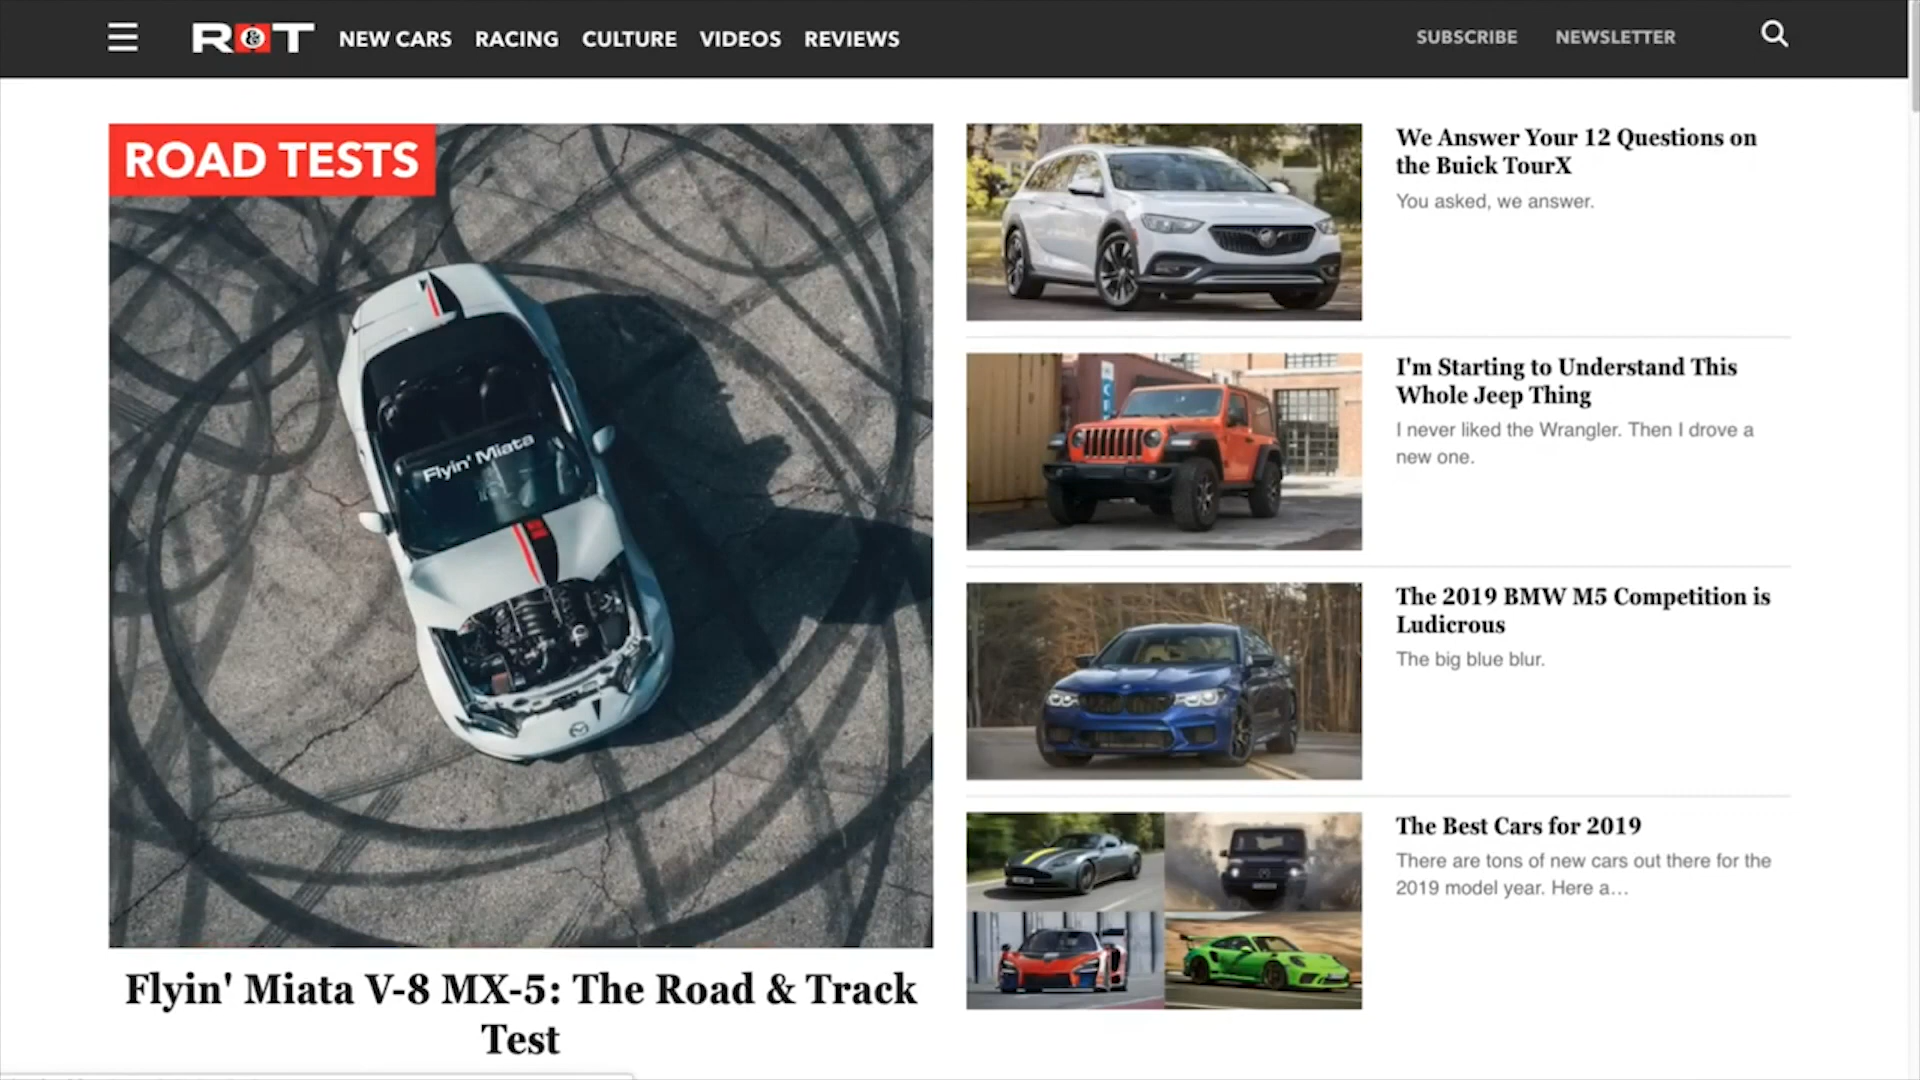 R&T NEW CARS RACING CULTURE VIDEOS REVIEWS SUBSCRIBE NEWSLETTER
ROAD TESTS
Flyin' Miata
Flyin' Miata V-8 MX-5: The Road & Track
Test
We Answer Your 12 Questions on
the Buick TourX
You asked, we answer.
I'm Starting to Understand This
Whole Jeep Thing
I never liked the Wrangler. Then I drove a
new one.
The 2019 BMW M5 Competition is
Ludicrous
The big blue blur.
The Best Cars for 2019
There are tons of new cars out there for the
2019 model year. Here a…